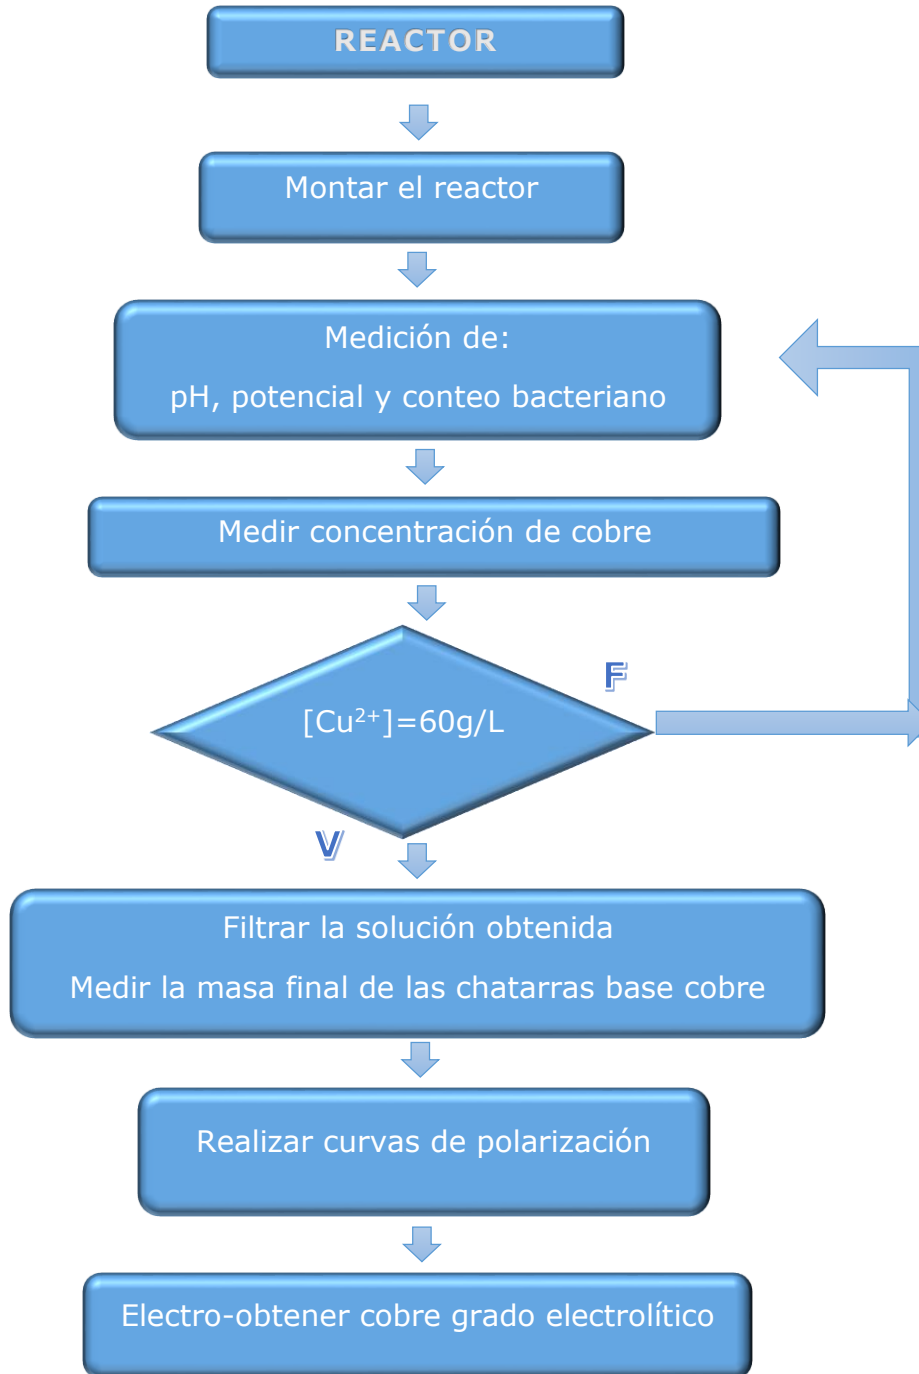 REACTOR
Montar el reactor
Medición de:
pH, potencial y conteo bacteriano
Medir concentración de cobre
F
[Cu²⁺]=60g/L
V
Filtrar la solución obtenida
Medir la masa final de las chatarras base cobre
Realizar curvas de polarización
Electro-obtener cobre grado electrolítico